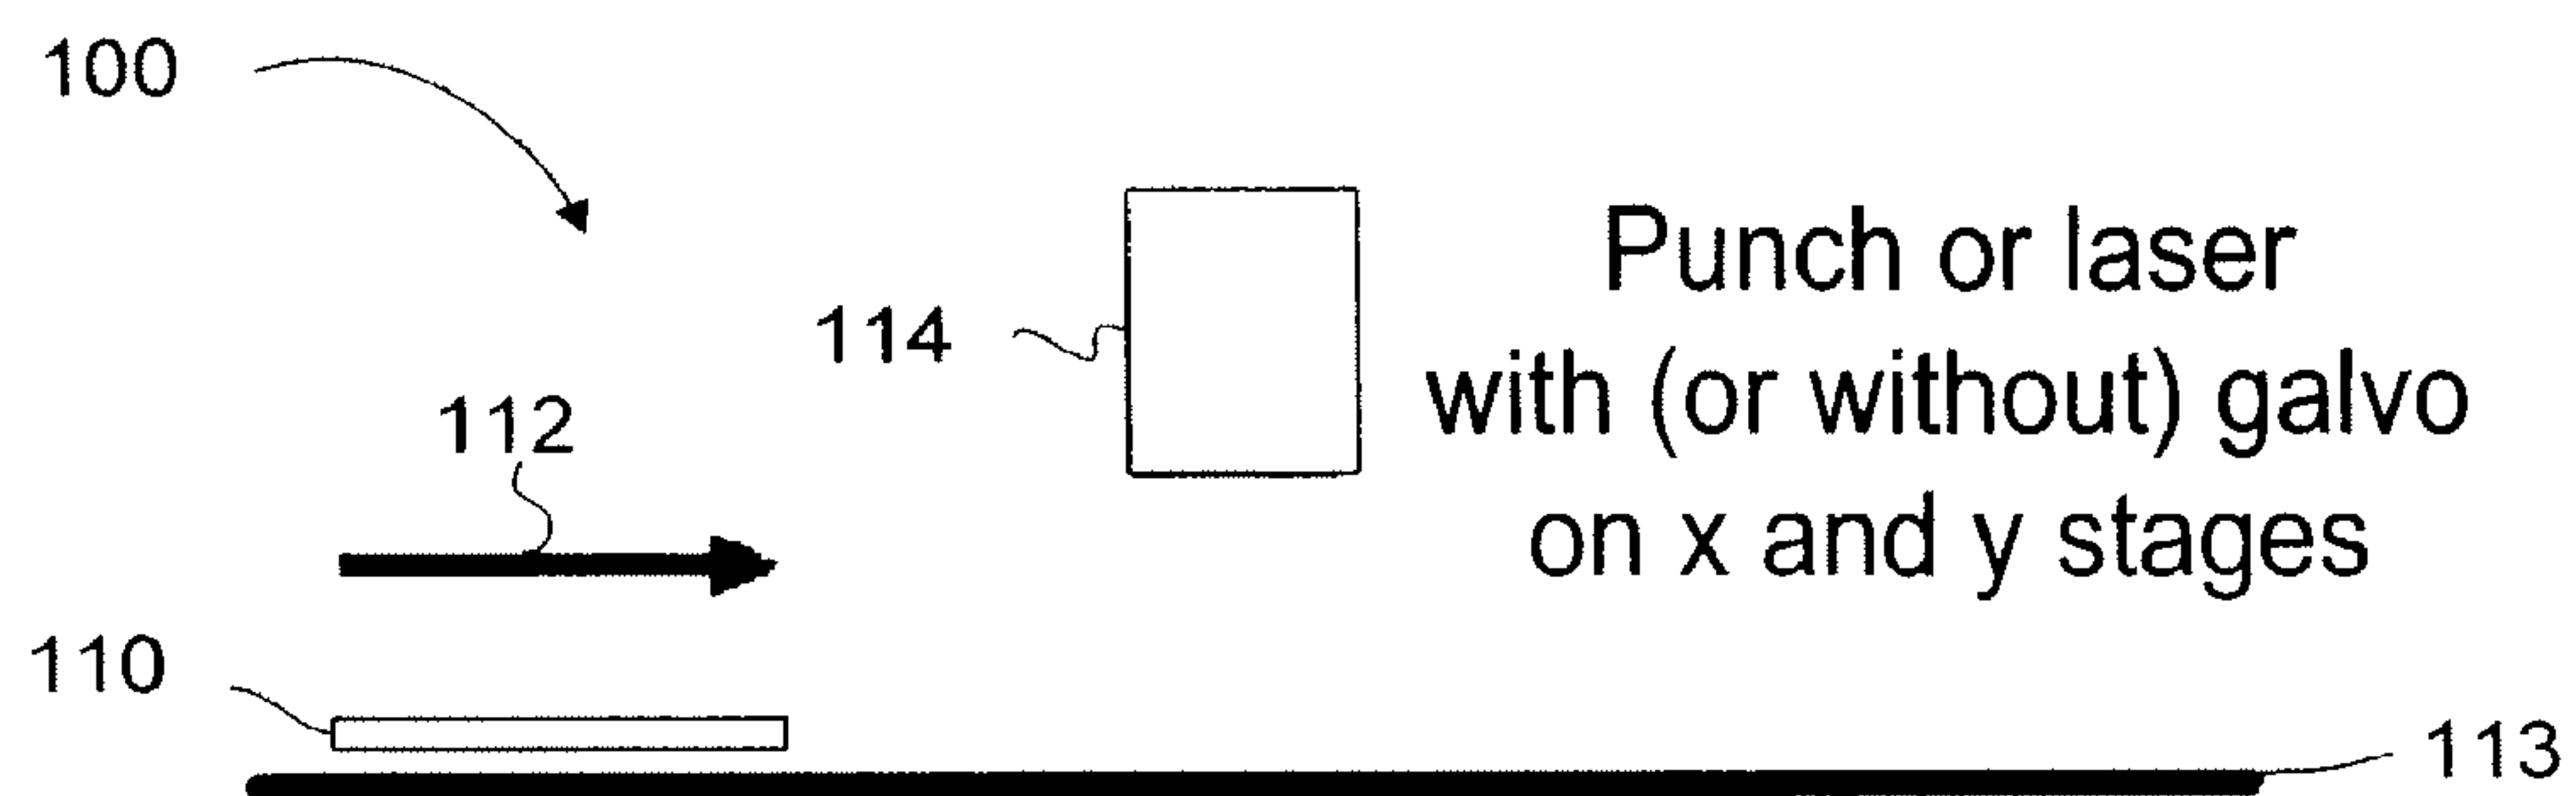 100
114
Punch or laser
with (or without) galvo
on x and y stages
112
110
113